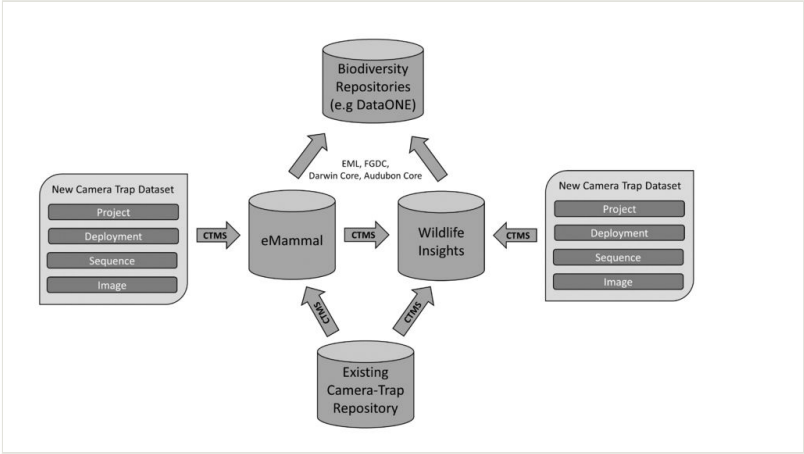 Biodiversity
Repositories
(e.g DataONE)
EML, FGDC,
Darwin Core, Audubon Core
New Camera Trap Dataset
Project
Deployment
Sequence
Image
CTMS
eMammal
CTMS
Wildlife
Insights
CTMS
New Camera Trap Dataset
Project
Deployment
Sequence
Image
CTMS
CTMS
Existing
Camera-Trap
Repository